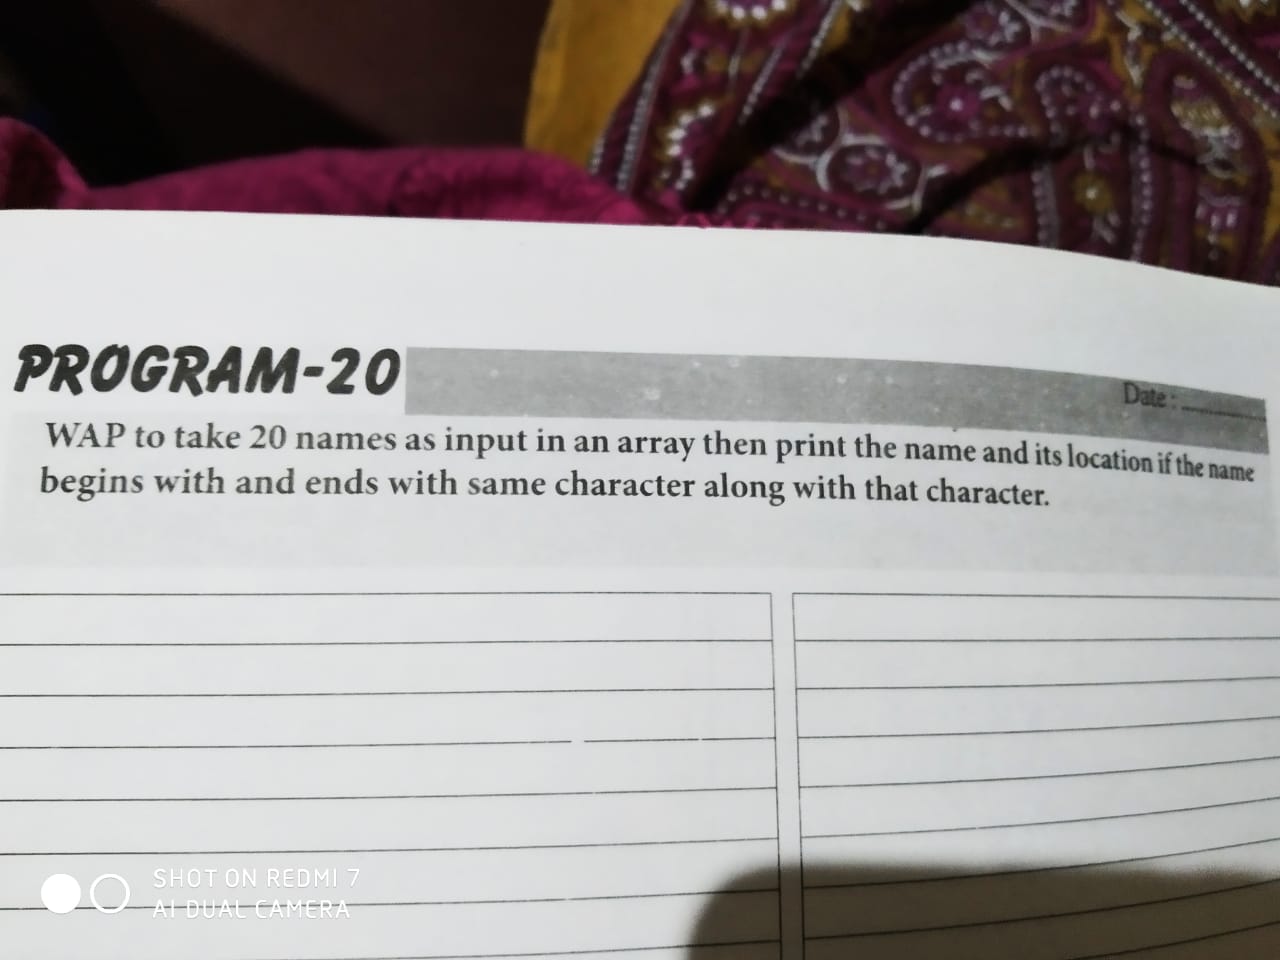 PROGRAM-20
Date : ..............
WAP to take 20 names as input in an array then print the name and its location if the name
begins with and ends with same character along with that character.
SHOT ON REDMI 7
AI DUAL CAMERA